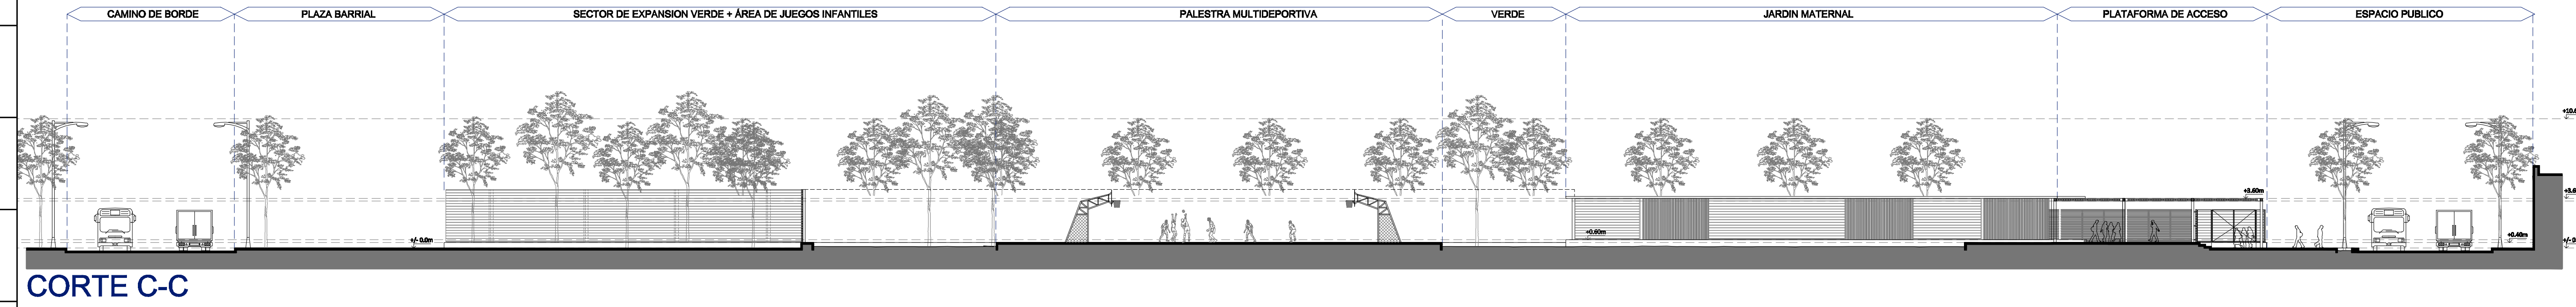 CAMINO DE BORDE
PLAZA BARRIAL
SECTOR DE EXPANSION VERDE + ÁREA DE JUEGOS INFANTILES
PALESTRA MULTIDEPORTIVA
VERDE
JARDIN MATERNAL
PLATAFORMA DE ACCESO
ESPACIO PUBLICO
+/- 0.0m
+0.60m
+3.60m
+0.40m
CORTE C-C